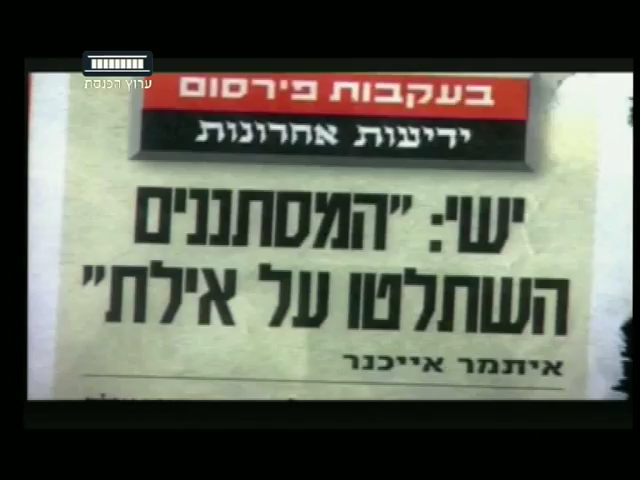 ערוץ הכנסת
בעקבות פירסום
ידיעות אחרונות
ישי: "המסתננים
השתלטו על אילת"
איתמר אייכנר